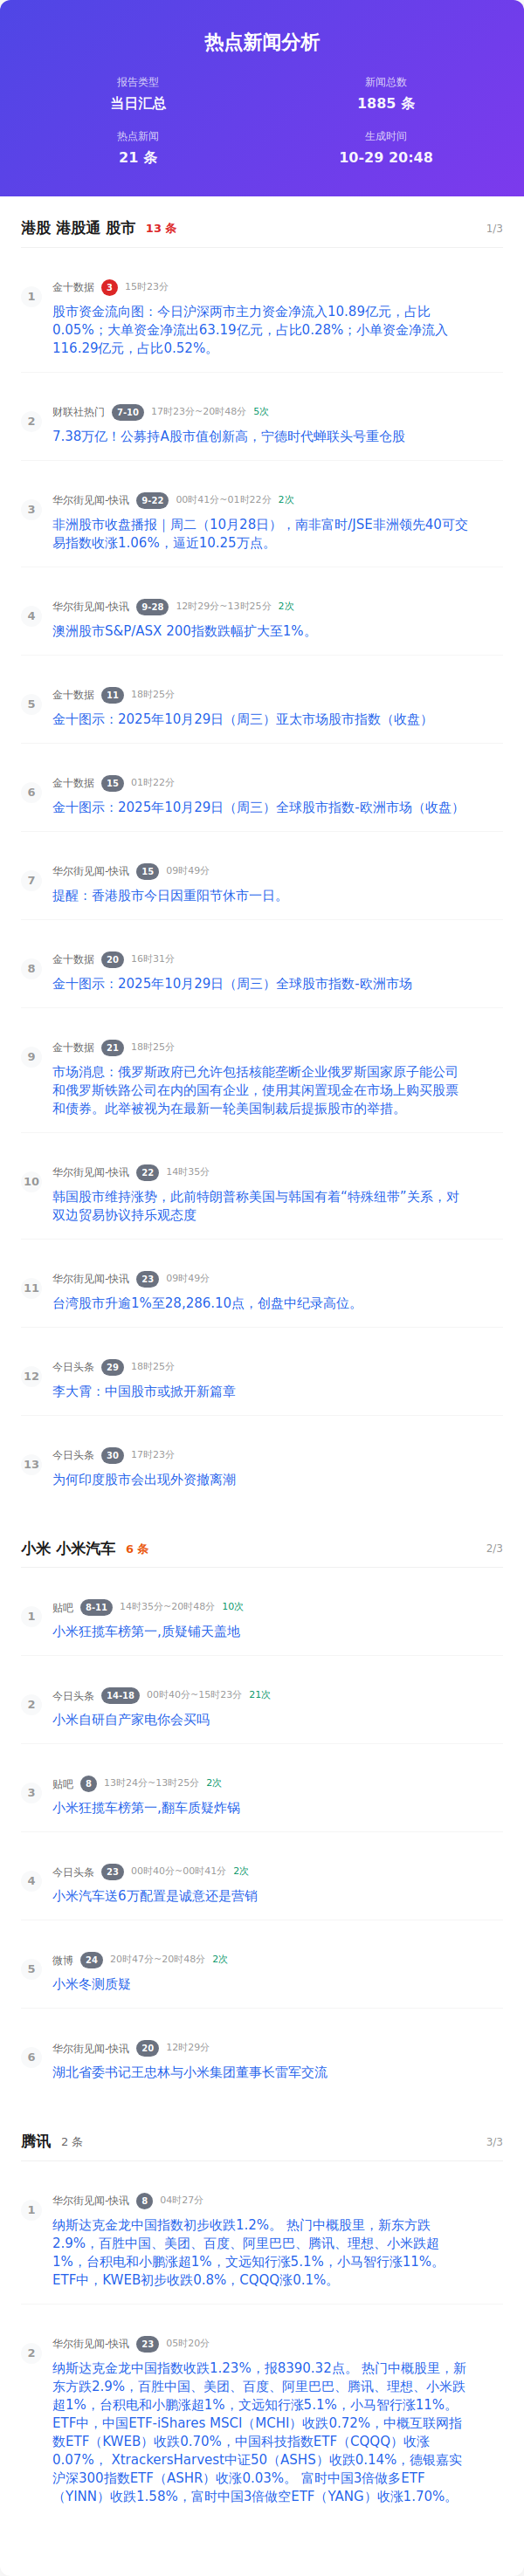 热点新闻分析
报告类型
新闻总数
当日汇总
1885 条
热点新闻
生成时间
21 条
10-29 20:48
港股 港股通 股市 13 条 1/3
1 金十数据 3 15时23分
股市资金流向图：今日沪深两市主力资金净流入10.89亿元，占比
0.05%；大单资金净流出63.19亿元，占比0.28%；小单资金净流入
116.29亿元，占比0.52%。
2 财联社热门 7-10 17时23分~20时48分 5次
7.38万亿！公募持A股市值创新高，宁德时代蝉联头号重仓股
3 华尔街见闻-快讯 9-22 00时41分~01时22分 2次
非洲股市收盘播报｜周二（10月28日），南非富时/JSE非洲领先40可交
易指数收涨1.06%，逼近10.25万点。
4 华尔街见闻-快讯 9-28 12时29分~13时25分 2次
澳洲股市S&P/ASX 200指数跌幅扩大至1%。
5 金十数据 11 18时25分
金十图示：2025年10月29日（周三）亚太市场股市指数（收盘）
6 金十数据 15 01时22分
金十图示：2025年10月29日（周三）全球股市指数-欧洲市场（收盘）
7 华尔街见闻-快讯 15 09时49分
提醒：香港股市今日因重阳节休市一日。
8 金十数据 20 16时31分
金十图示：2025年10月29日（周三）全球股市指数-欧洲市场
9 金十数据 21 18时25分
市场消息：俄罗斯政府已允许包括核能垄断企业俄罗斯国家原子能公司
和俄罗斯铁路公司在内的国有企业，使用其闲置现金在市场上购买股票
和债券。此举被视为在最新一轮美国制裁后提振股市的举措。
10 华尔街见闻-快讯 22 14时35分
韩国股市维持涨势，此前特朗普称美国与韩国有着“特殊纽带”关系，对
双边贸易协议持乐观态度
11 华尔街见闻-快讯 23 09时49分
台湾股市升逾1%至28,286.10点，创盘中纪录高位。
12 今日头条 29 18时25分
李大霄：中国股市或掀开新篇章
13 今日头条 30 17时23分
为何印度股市会出现外资撤离潮
小米 小米汽车 6 条 2/3
1 贴吧 8-11 14时35分~20时48分 10次
小米狂揽车榜第一,质疑铺天盖地
2 今日头条 14-18 00时40分~15时23分 21次
小米自研自产家电你会买吗
3 贴吧 8 13时24分~13时25分 2次
小米狂揽车榜第一,翻车质疑炸锅
4 今日头条 23 00时40分~00时41分 2次
小米汽车送6万配置是诚意还是营销
5 微博 24 20时47分~20时48分 2次
小米冬测质疑
6 华尔街见闻-快讯 20 12时29分
湖北省委书记王忠林与小米集团董事长雷军交流
腾讯 2 条 3/3
1 华尔街见闻-快讯 8 04时27分
纳斯达克金龙中国指数初步收跌1.2%。 热门中概股里，新东方跌
2.9%，百胜中国、美团、百度、阿里巴巴、腾讯、理想、小米跌超
1%，台积电和小鹏涨超1%，文远知行涨5.1%，小马智行涨11%。
ETF中，KWEB初步收跌0.8%，CQQQ涨0.1%。
2 华尔街见闻-快讯 23 05时20分
纳斯达克金龙中国指数收跌1.23%，报8390.32点。 热门中概股里，新
东方跌2.9%，百胜中国、美团、百度、阿里巴巴、腾讯、理想、小米跌
超1%，台积电和小鹏涨超1%，文远知行涨5.1%，小马智行涨11%。
ETF中，中国ETF-iShares MSCI（MCHI）收跌0.72%，中概互联网指
数ETF（KWEB）收跌0.70%，中国科技指数ETF（CQQQ）收涨
0.07%， XtrackersHarvest中证50（ASHS）收跌0.14%，德银嘉实
沪深300指数ETF（ASHR）收涨0.03%。 富时中国3倍做多ETF
（YINN）收跌1.58%，富时中国3倍做空ETF（YANG）收涨1.70%。